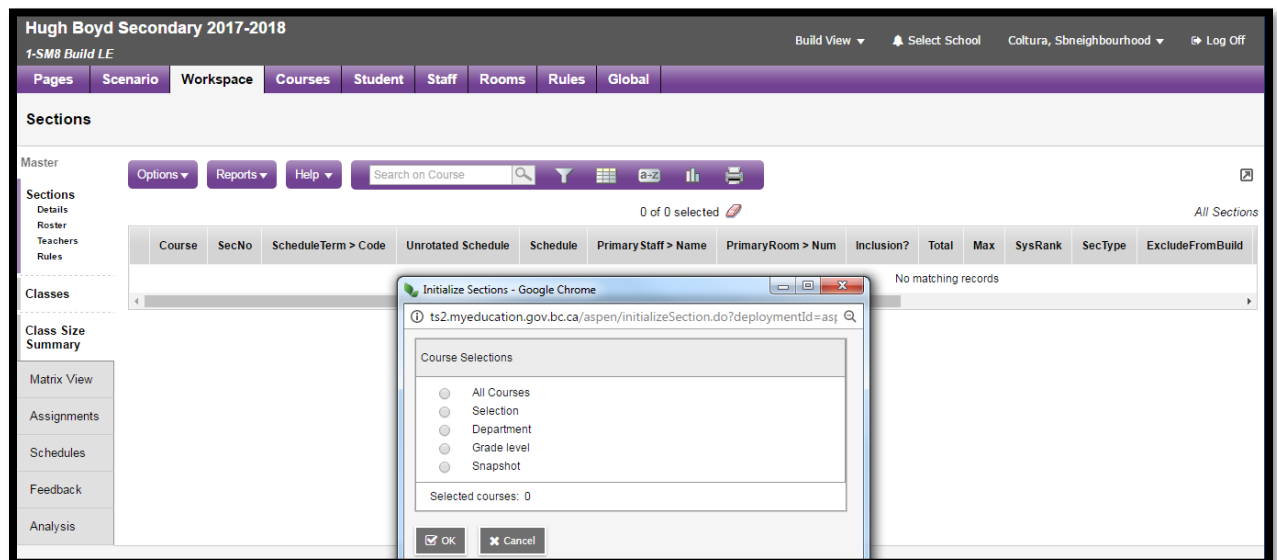 Hugh Boyd Secondary 2017-2018
1-SM8 Build LE
Build View Select School Coltura, Sbneighbourhood Log Off
Pages Scenario Workspace Courses Student Staff Rooms Rules Global
Sections
Master
Options Reports Help Search on Course a-z
Sections
Details
Roster
Teachers
Rules
Classes
Class Size
Summary
Matrix View
Assignments
Schedules
Feedback
Analysis
0 of 0 selected All Sections
Course SecNo ScheduleTerm > Code Unrotated Schedule Schedule PrimaryStaff > Name PrimaryRoom > Num Inclusion? Total Max SysRank SecType ExcludeFromBuild
No matching records
Initialize Sections - Google Chrome
ts2.myeducation.gov.bc.ca/aspen/initializeSection.do?deploymentId=asp
Course Selections
All Courses
Selection
Department
Grade level
Snapshot
Selected courses: 0
OK Cancel